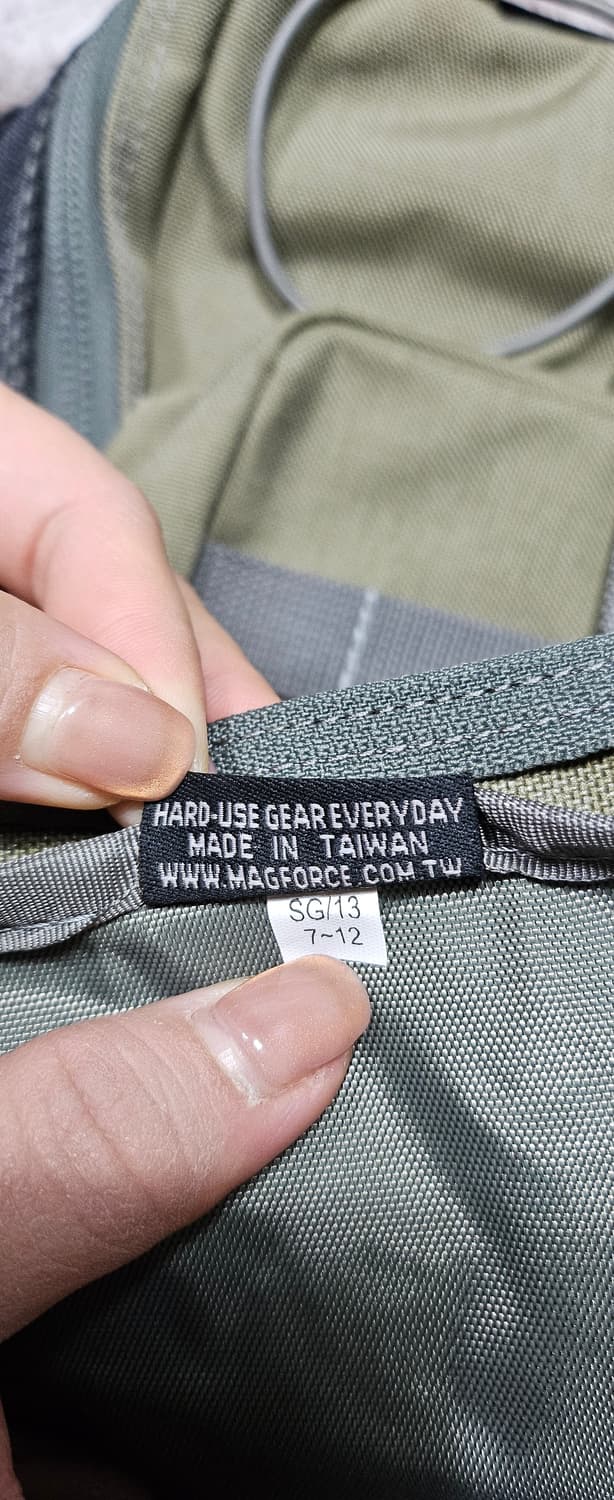 HARD-USE GEAR EVERYDAY
MADE IN TAIWAN
WWW.MAGFORCE.COM.TW
SG/13
7~12